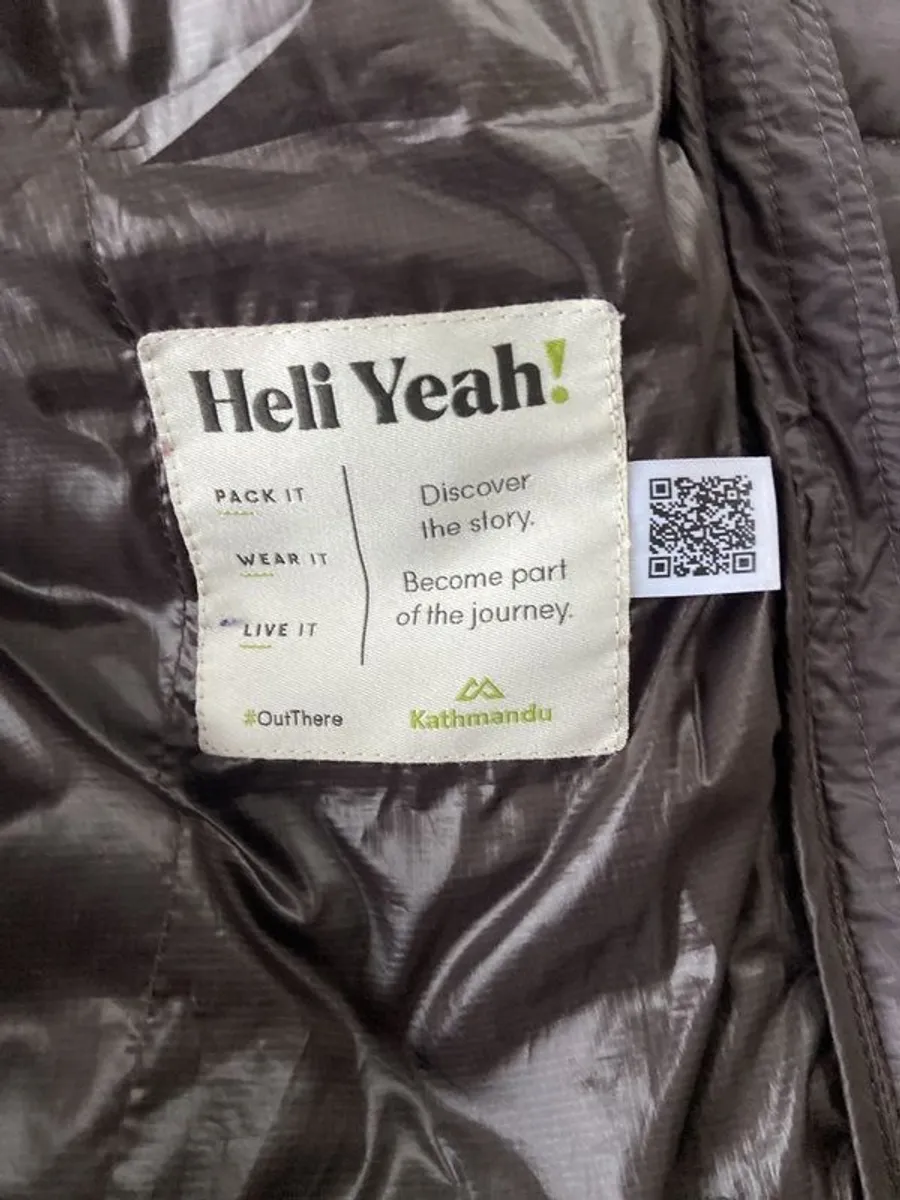 Heli Yeah!
PACK IT
WEAR IT
LIVE IT
#OutThere
Discover
the story.
Become part
of the journey.
Kathmandu